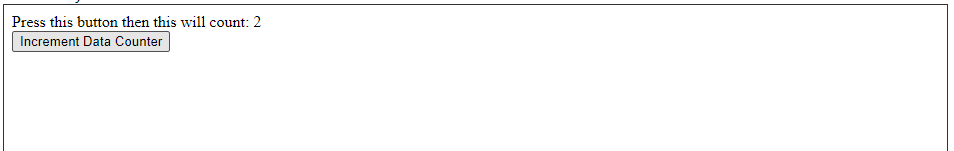 Press this button then this will count: 2
Increment Data Counter